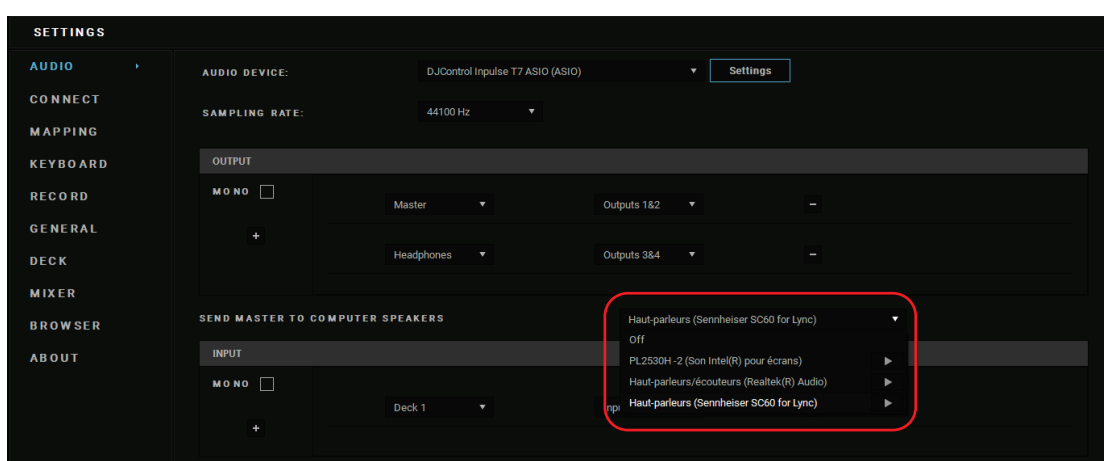 SETTINGS
AUDIO
CONNECT
MAPPING
KEYBOARD
RECORD
GENERAL
DECK
MIXER
BROWSER
ABOUT
AUDIO DEVICE: DJControl Inpulse T7 ASIO (ASIO) Settings
SAMPLING RATE: 44100 Hz
OUTPUT
MONO
Master Outputs 1&2 −
+
Headphones Outputs 3&4 −
SEND MASTER TO COMPUTER SPEAKERS Haut-parleurs (Sennheiser SC60 for Lync)
Off
PL2530H -2 (Son Intel(R) pour écrans)
Haut-parleurs/écouteurs (Realtek(R) Audio)
Haut-parleurs (Sennheiser SC60 for Lync)
INPUT
MONO
Deck 1
+